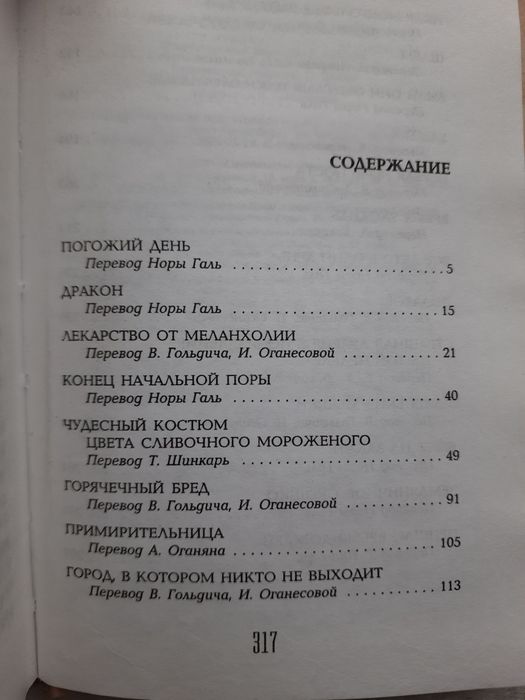 СОДЕРЖАНИЕ
ПОГОЖИЙ ДЕНЬ
Перевод Норы Галь . . . . . . . . . . . . . . . . . . . . . . . . . 5
ДРАКОН
Перевод Норы Галь . . . . . . . . . . . . . . . . . . . . . . . . 15
ЛЕКАРСТВО ОТ МЕЛАНХОЛИИ
Перевод В. Гольдича, И. Оганесовой . . . . . . . . . . . 21
КОНЕЦ НАЧАЛЬНОЙ ПОРЫ
Перевод Норы Галь . . . . . . . . . . . . . . . . . . . . . . . . 40
ЧУДЕСНЫЙ КОСТЮМ
ЦВЕТА СЛИВОЧНОГО МОРОЖЕНОГО
Перевод Т. Шинкарь . . . . . . . . . . . . . . . . . . . . . . . 49
ГОРЯЧЕЧНЫЙ БРЕД
Перевод В. Гольдича, И. Оганесовой . . . . . . . . . . . 91
ПРИМИРИТЕЛЬНИЦА
Перевод А. Оганяна . . . . . . . . . . . . . . . . . . . . . . . 105
ГОРОД, В КОТОРОМ НИКТО НЕ ВЫХОДИТ
Перевод В. Гольдича, И. Оганесовой . . . . . . . . . . . 113
317